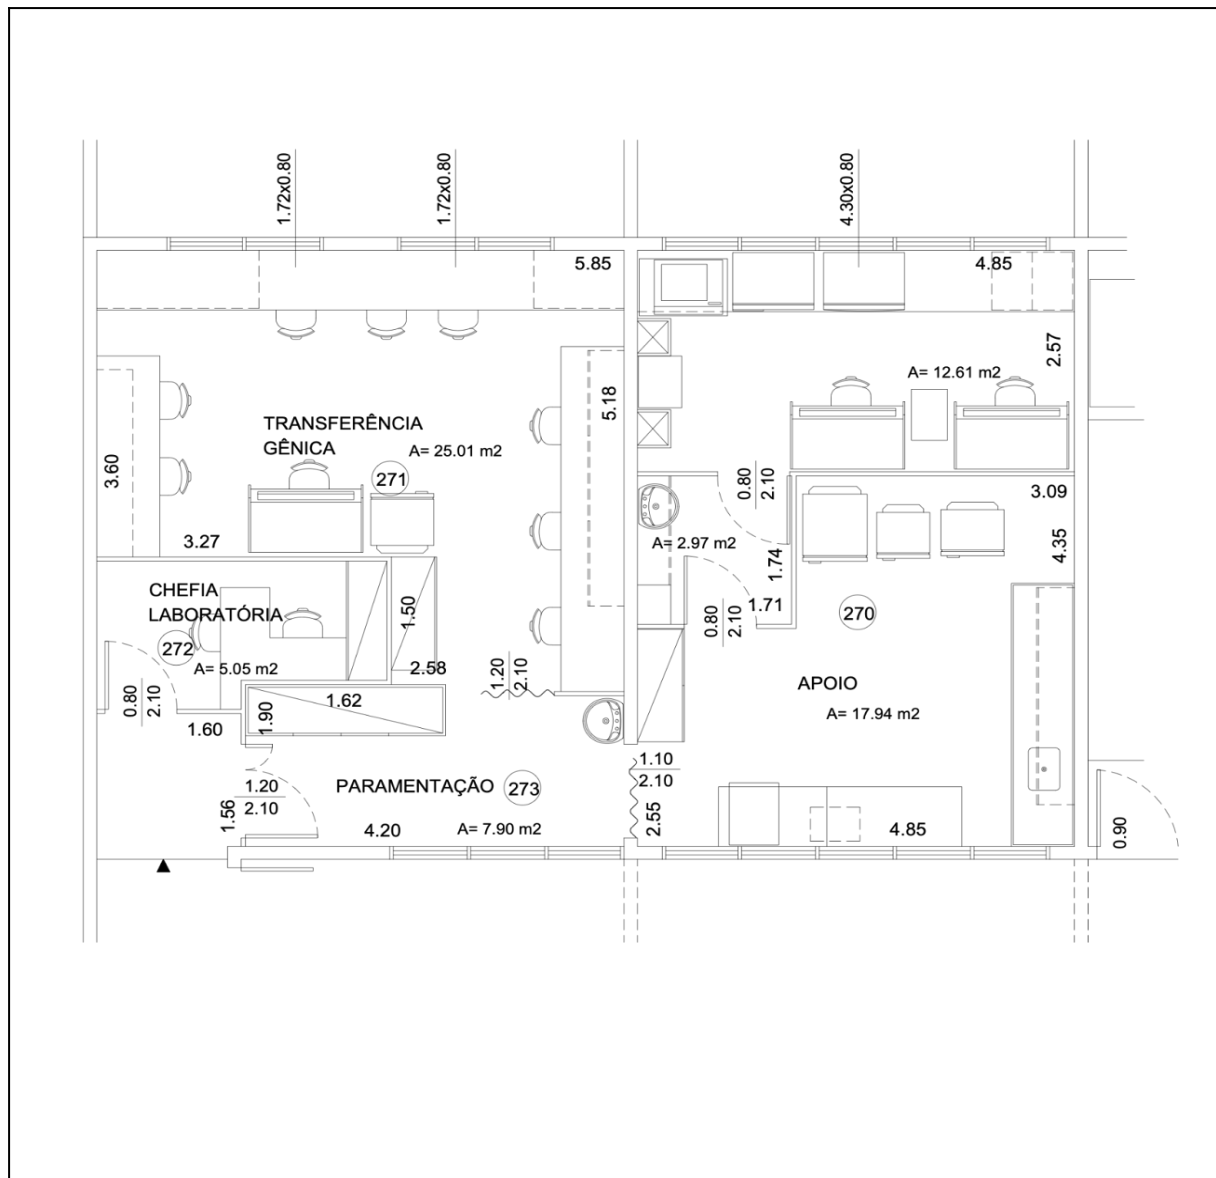 1.72x0.80
1.72x0.80
4.30x0.80
5.85
4.85
2.57
A= 12.61 m2
5.18
TRANSFERÊNCIA
GÊNICA
A= 25.01 m2
271
3.60
3.27
0.80
2.10
3.09
4.35
A= 2.97 m2
1.74
1.71
0.80
2.10
270
CHEFIA
LABORATÓRIA
272
A= 5.05 m2
1.50
2.58
1.20
2.10
0.80
2.10
1.60
1.90
1.62
APOIO
A= 17.94 m2
1.10
2.10
1.20
2.10
1.56
PARAMENTAÇÃO
273
4.20
A= 7.90 m2
2.55
4.85
0.90